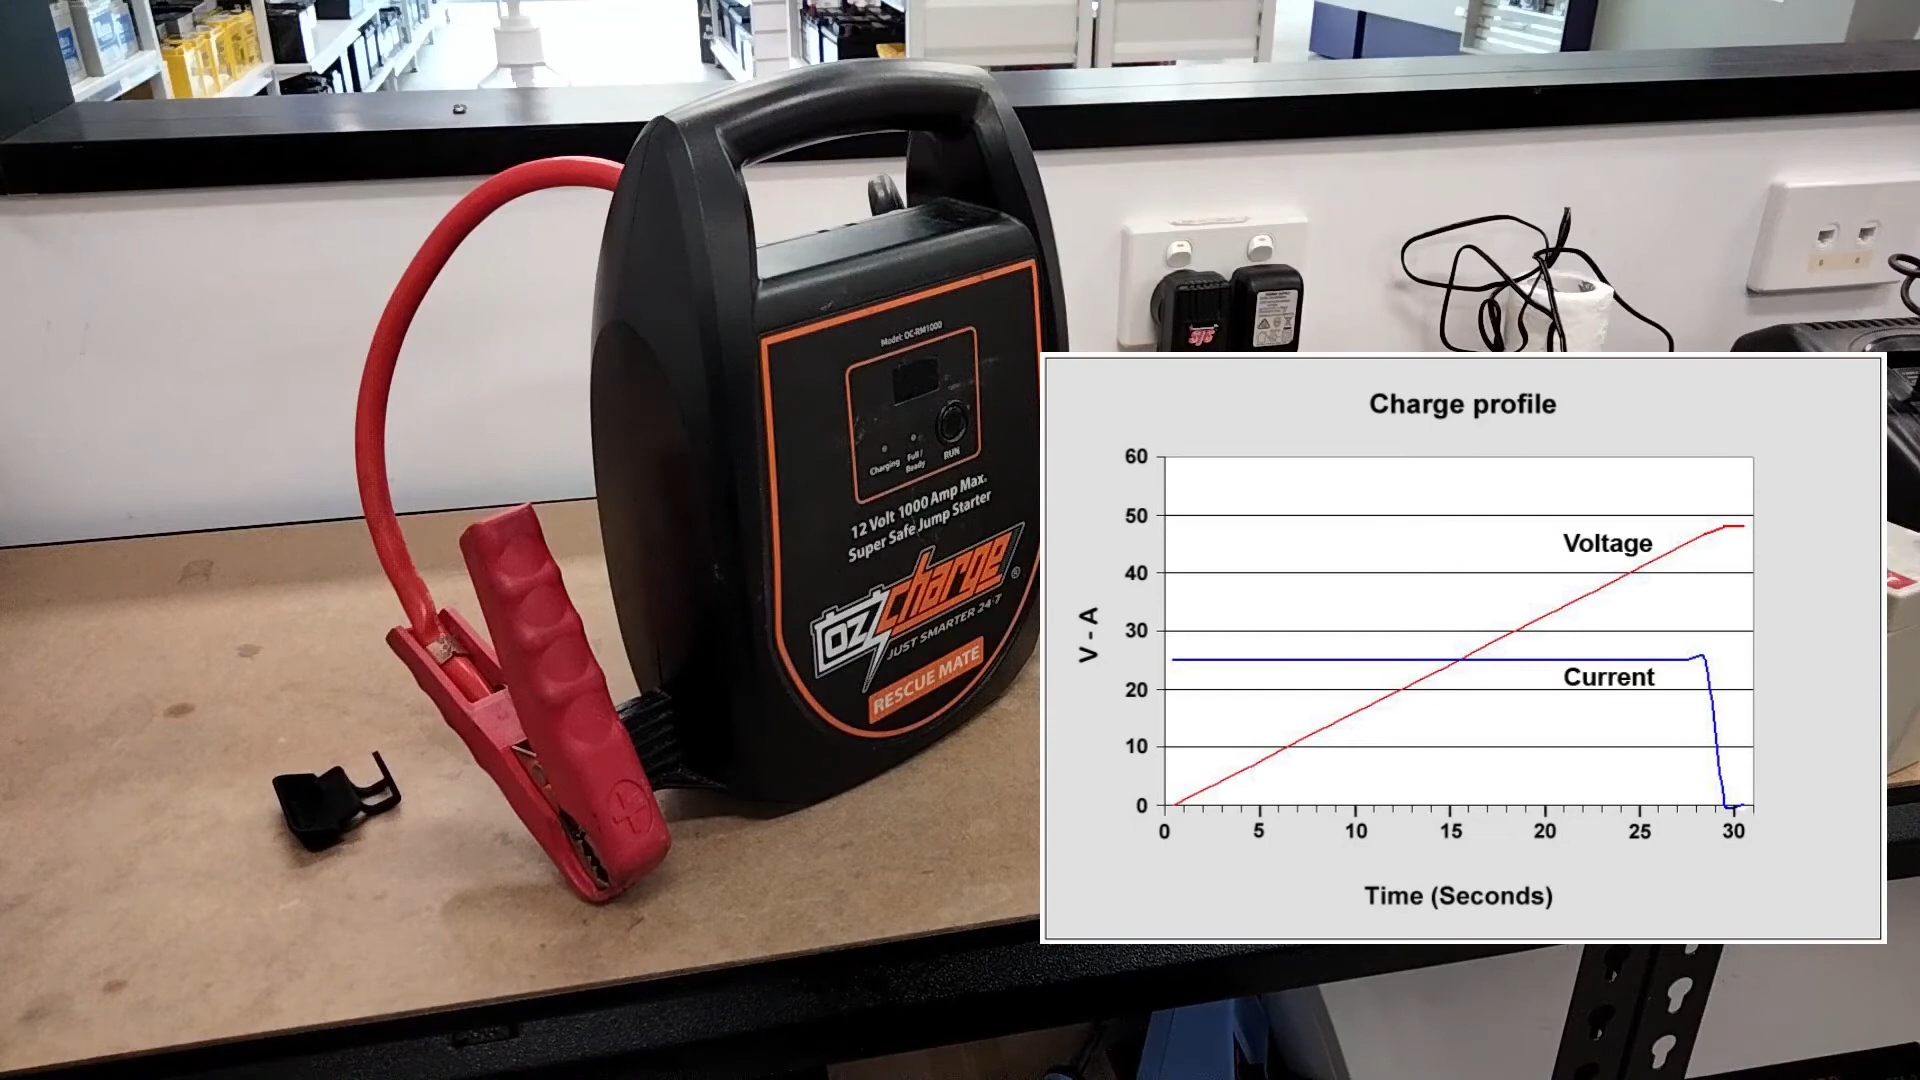 Model: OC-RM1000
Charging
Full /
Ready
RUN
12 Volt 1000 Amp Max.
Super Safe Jump Starter
OZ charge ®
JUST SMARTER 24-7
RESCUE MATE
SJS
Charge profile
60
50
40
30
20
10
0
V - A
Voltage
Current
0 5 10 15 20 25 30
Time (Seconds)